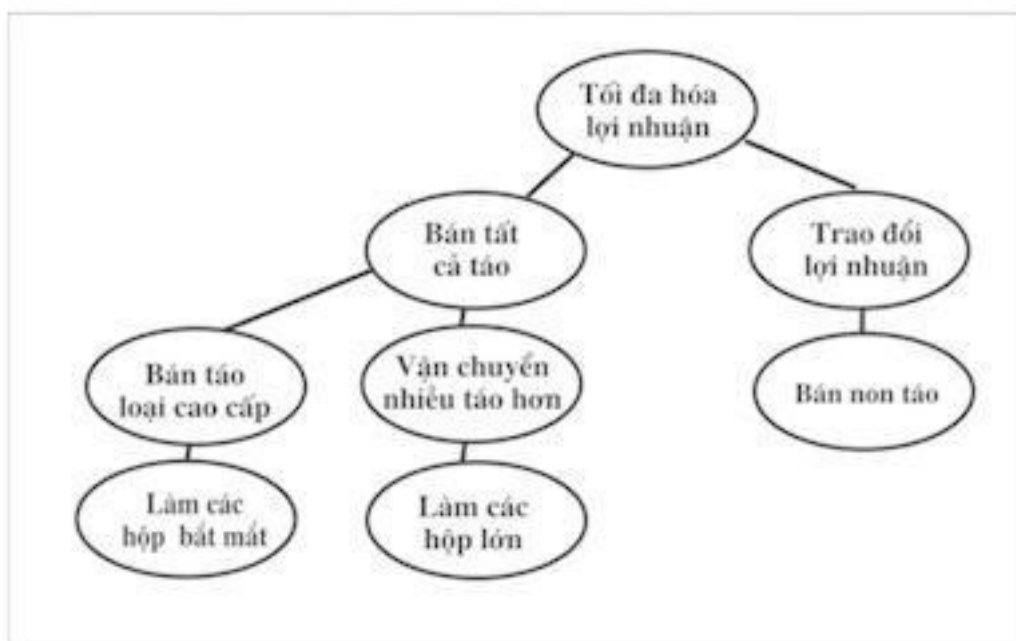 Tối đa hóa
lợi nhuận
Bán tất
cả táo
Trao đổi
lợi nhuận
Bán táo
loại cao cấp
Vận chuyển
nhiều táo hơn
Bán non táo
Làm các
hộp bắt mắt
Làm các
hộp lớn